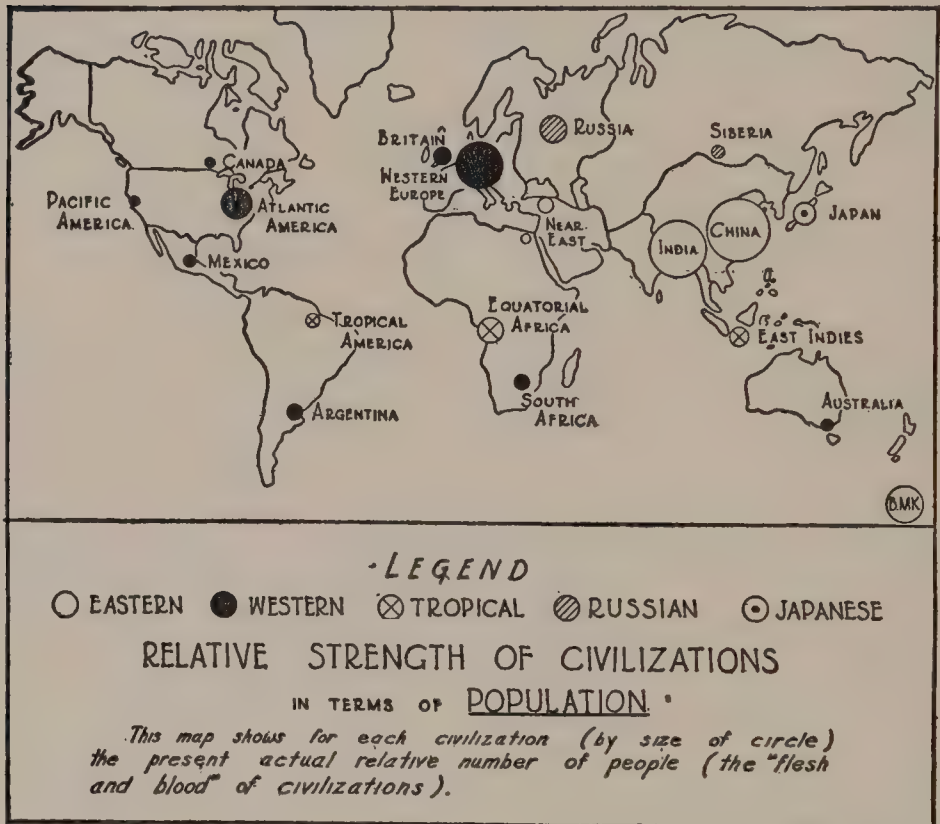 BRITAIN
RUSSIA
SIBERIA
CANADA
WESTERN
EUROPE
PACIFIC
AMERICA.
ATLANTIC
AMERICA
NEAR
EAST
INDIA
CHINA
JAPAN
MEXICO
EQUATORIAL
AFRICA
TROPICAL
AMERICA
EAST INDIES
SOUTH
AFRICA
ARGENTINA
AUSTRALIA
B.MK
LEGEND
EASTERN WESTERN TROPICAL RUSSIAN JAPANESE
RELATIVE STRENGTH OF CIVILIZATIONS
IN TERMS OF POPULATION.
This map shows for each civilization (by size of circle)
the present actual relative number of people (the "flesh
and blood" of civilizations).